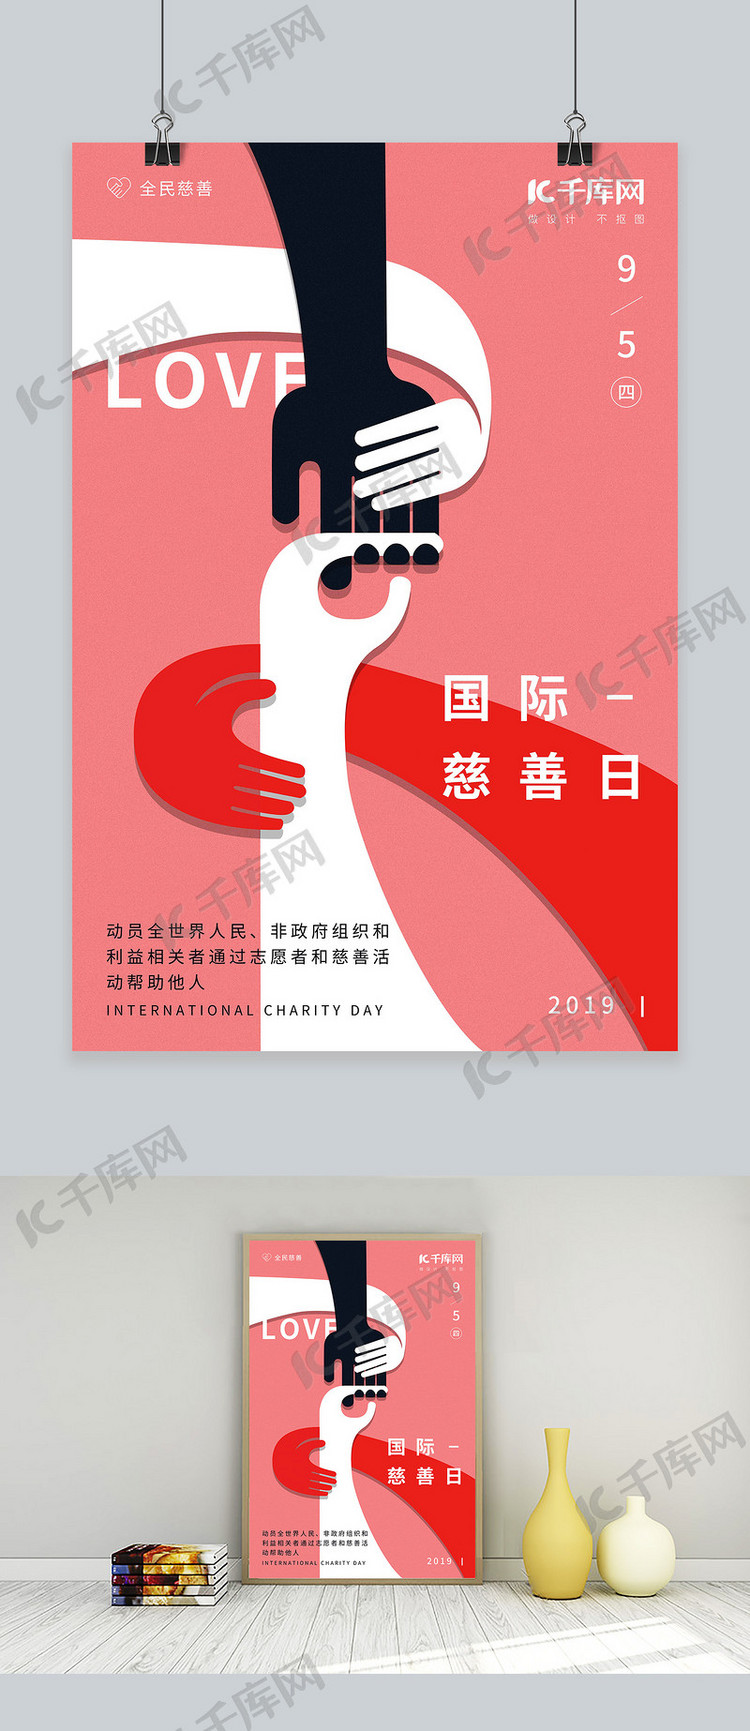 全民慈善
IC千库网
做设计 不抠图
9
5
四
LOVE
国际-
慈善日
动员全世界人民、非政府组织和
利益相关者通过志愿者和慈善活
动帮助他人
INTERNATIONAL CHARITY DAY
2019 |
全民慈善
IC千库网
9
5
四
LOVE
国际-
慈善日
动员全世界人民、非政府组织和
利益相关者通过志愿者和慈善活
动帮助他人
INTERNATIONAL CHARITY DAY
2019 |